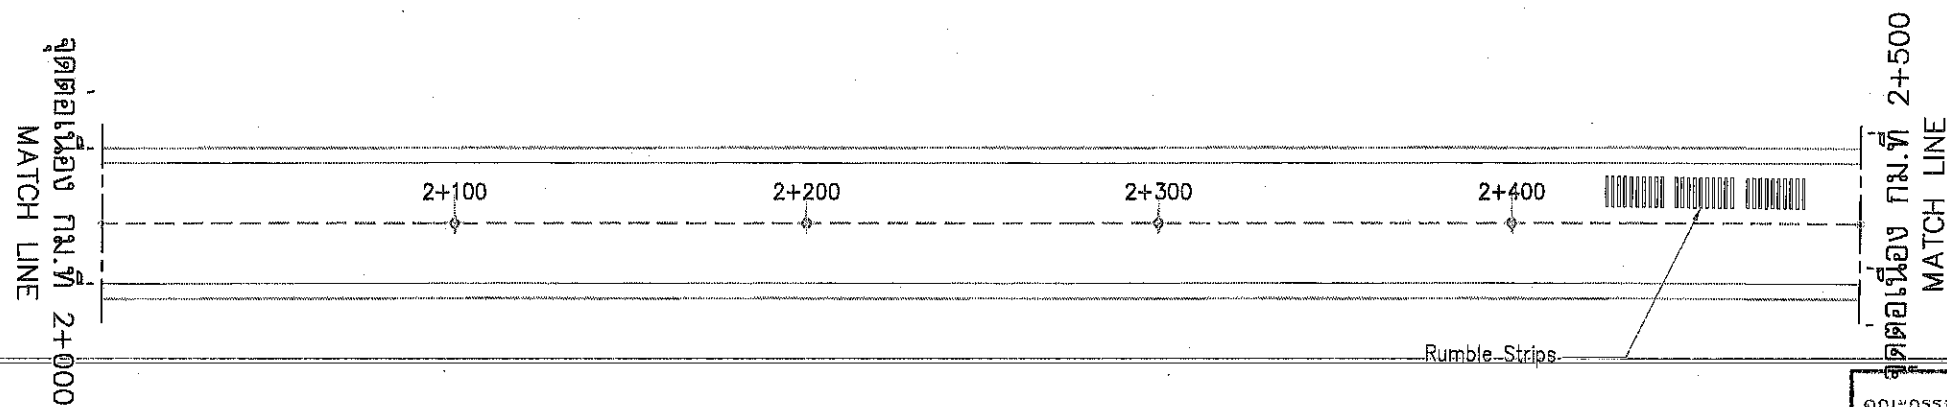 จุดต่อเนื่อง กม.ที่ 2+000
MATCH LINE
2+100
2+200
2+300
2+400
Rumble Strips
จุดต่อเนื่อง กม.ที่ 2+500
MATCH LINE